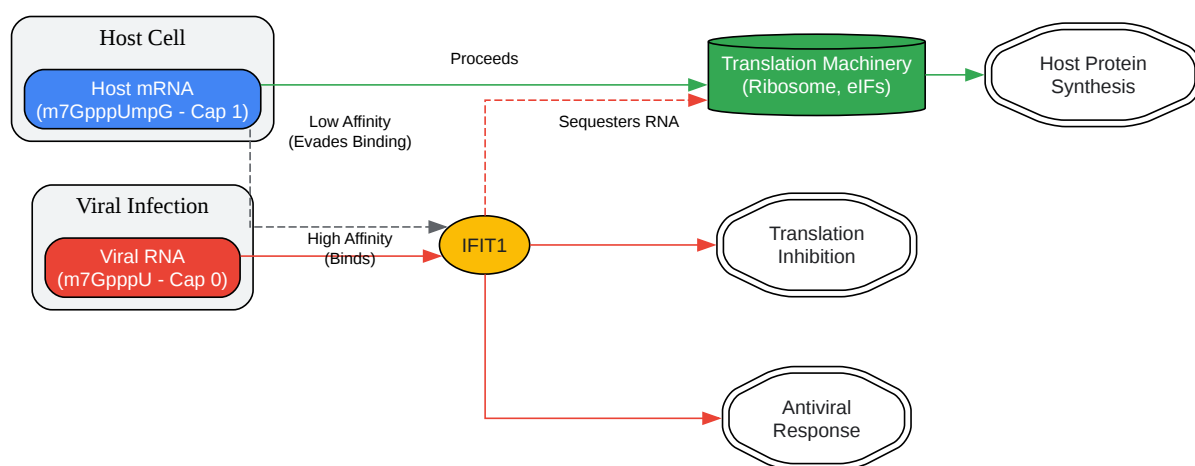 Host Cell
Host mRNA
(m7GpppUmpG - Cap 1)
Proceeds
Translation Machinery
(Ribosome, eIFs)
Host Protein
Synthesis
Low Affinity
(Evades Binding)
Sequesters RNA
Viral Infection
Viral RNA
(m7GpppU - Cap 0)
High Affinity
(Binds)
IFIT1
Translation
Inhibition
Antiviral
Response